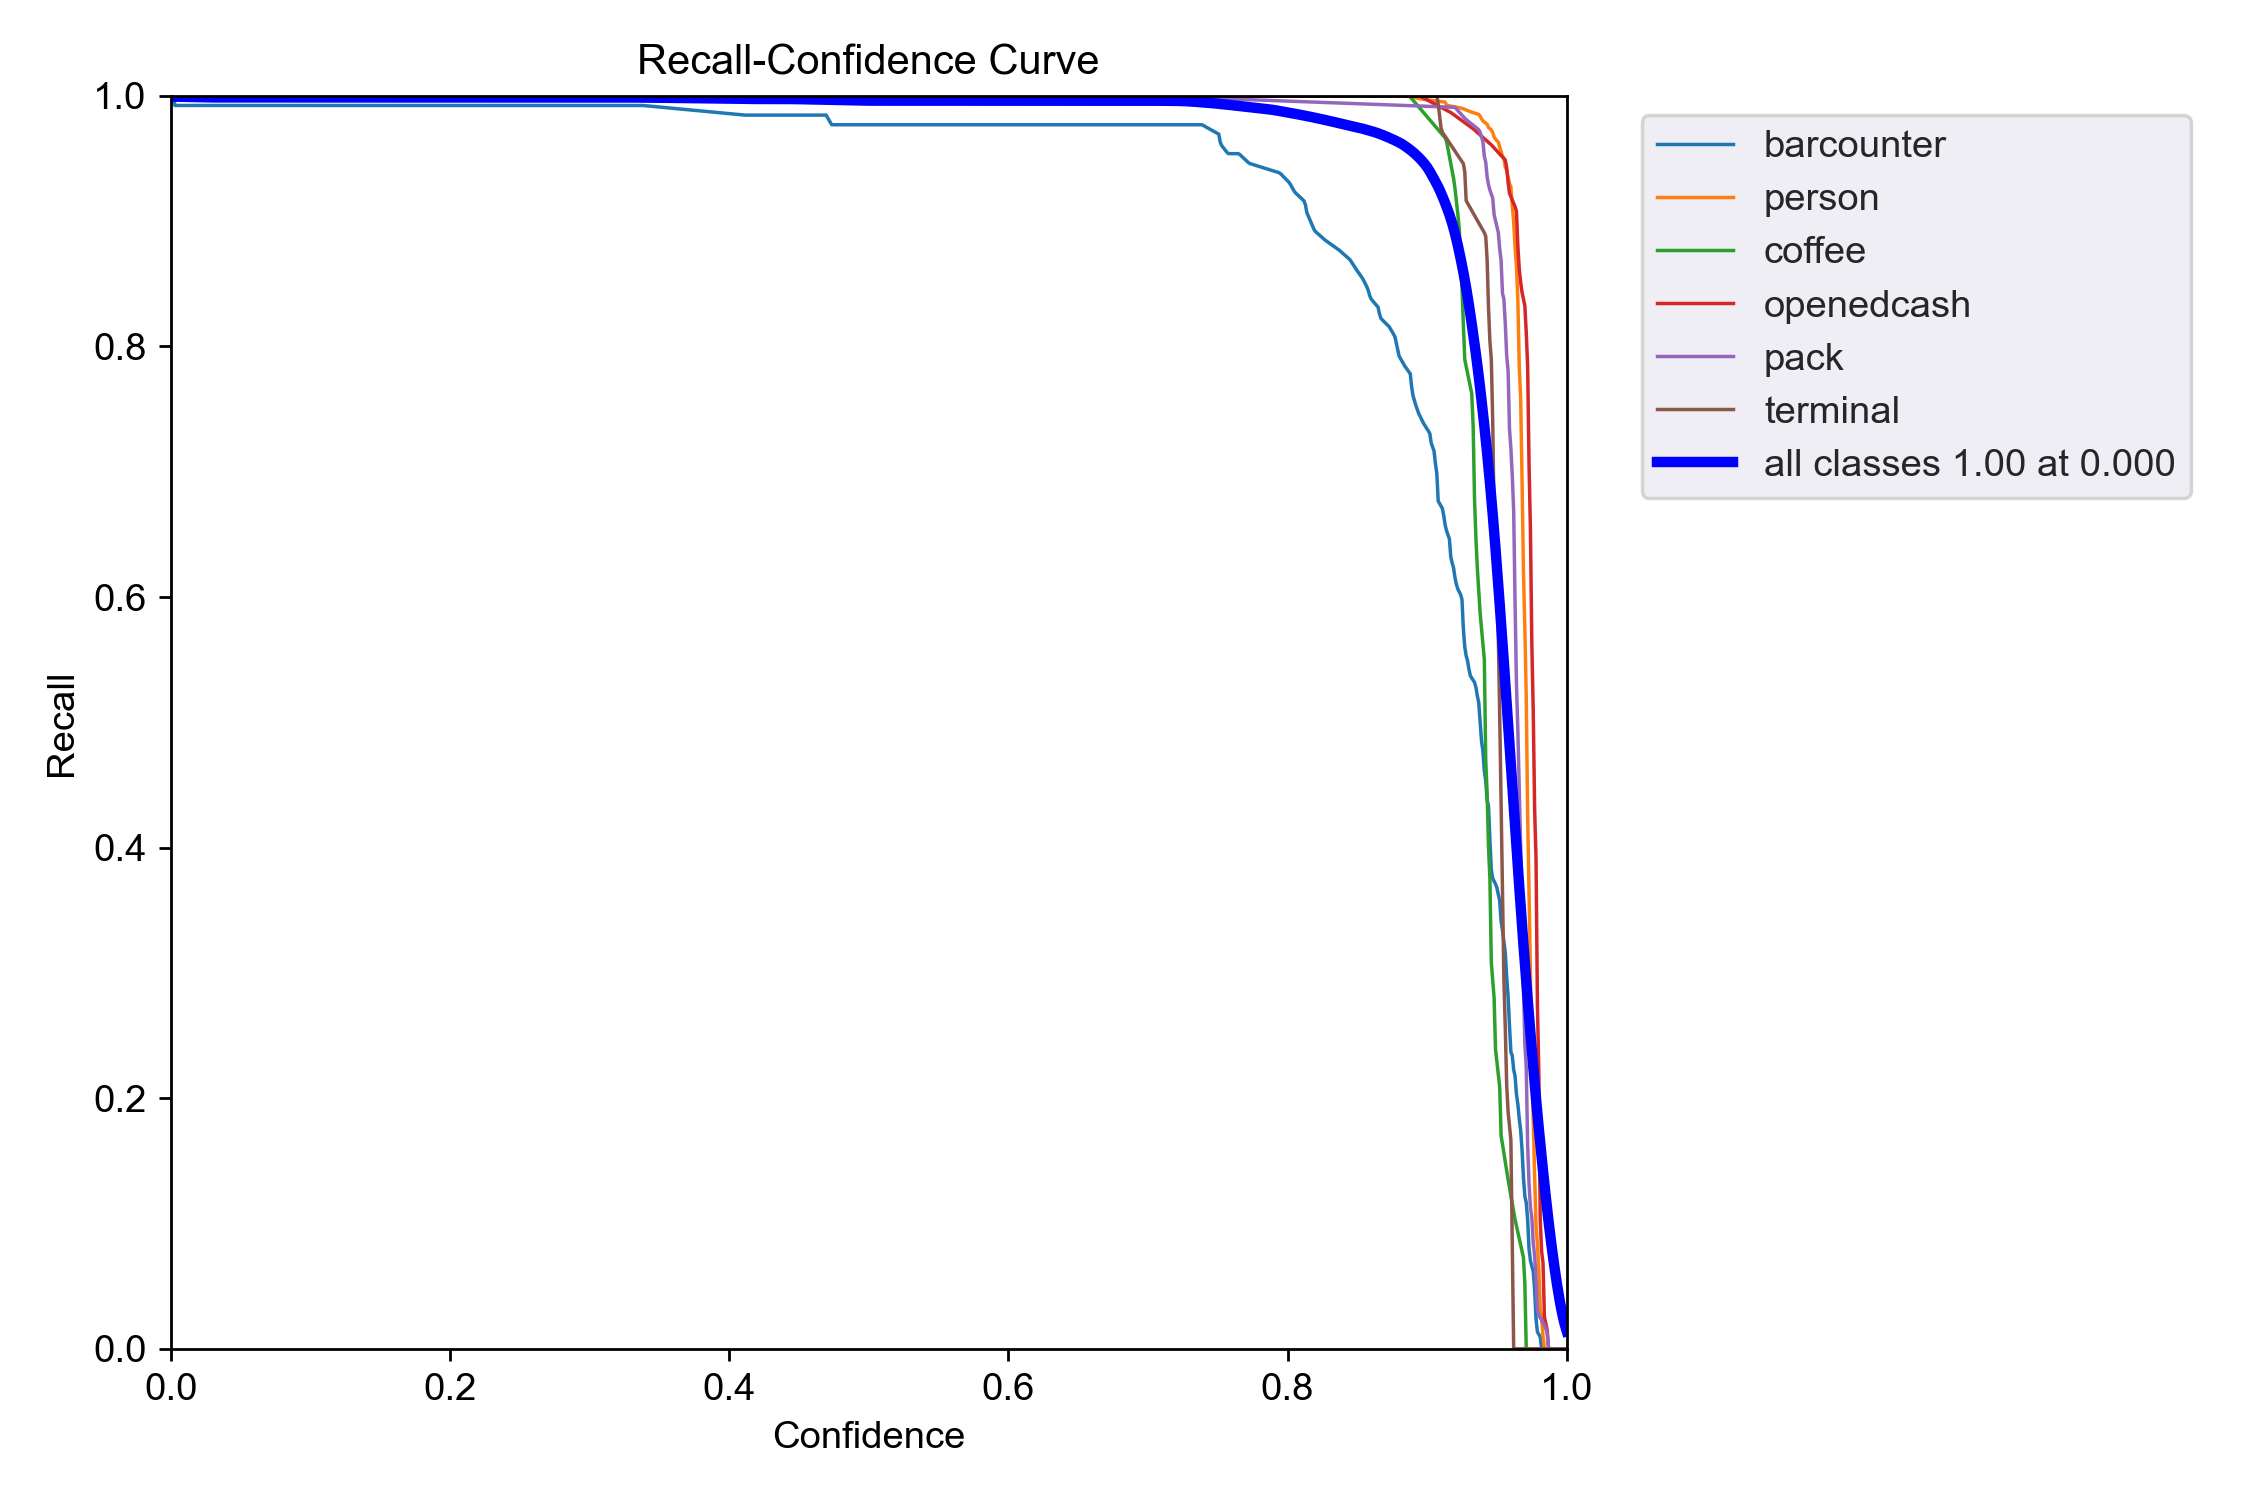 Recall-Confidence Curve
1.0
0.8
0.6
0.4
0.2
0.0
Recall
0.0 0.2 0.4 0.6 0.8 1.0
Confidence
barcounter
person
coffee
openedcash
pack
terminal
all classes 1.00 at 0.000